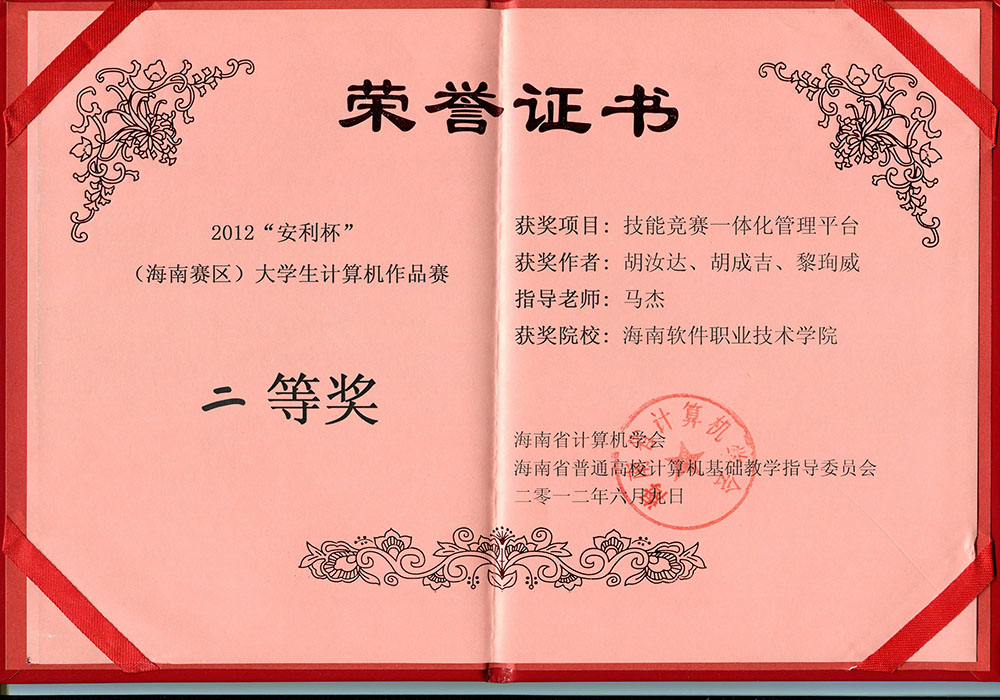 荣誉证书
2012“安利杯”
（海南赛区）大学生计算机作品赛
二等奖
获奖项目：技能竞赛一体化管理平台
获奖作者：胡汝达、胡成吉、黎珣威
指导老师：马杰
获奖院校：海南软件职业技术学院
海南省计算机学会
海南省普通高校计算机基础教学指导委员会
二零一二年六月九日
海南省计算机学会